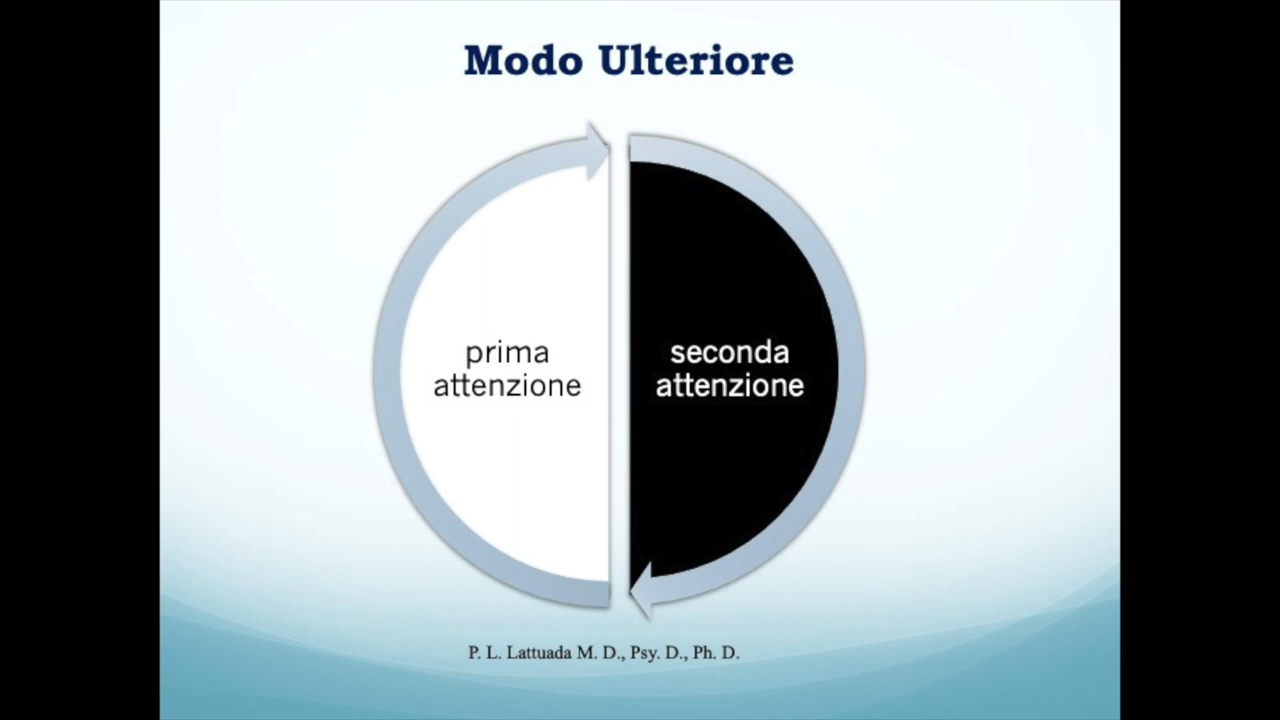 Modo Ulteriore
prima
attenzione
seconda
attenzione
P. L. Lattuada M. D., Psy. D., Ph. D.